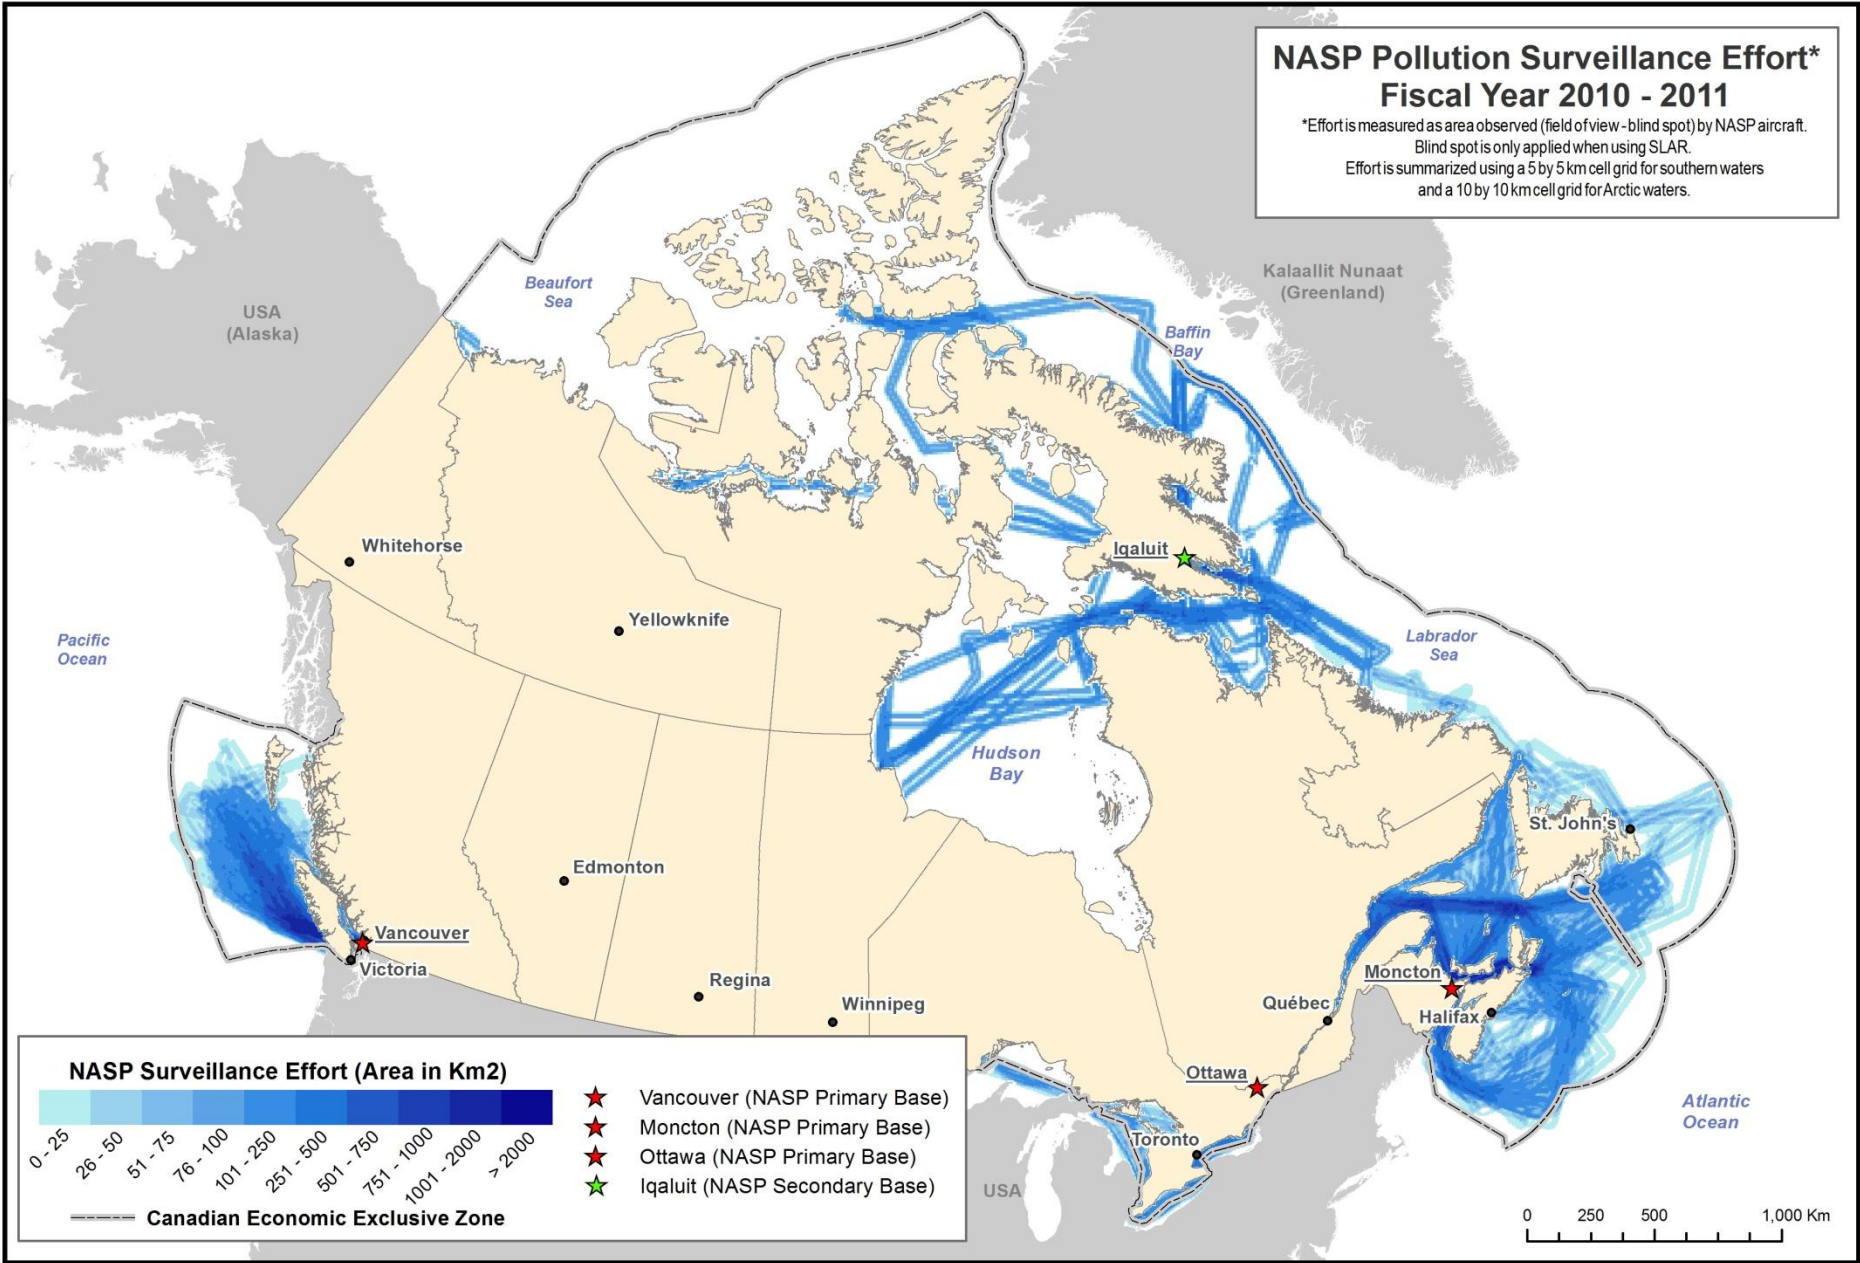 NASP Pollution Surveillance Effort*
Fiscal Year 2010 - 2011
*Effort is measured as area observed (field of view - blind spot) by NASP aircraft.
Blind spot is only applied when using SLAR.
Effort is summarized using a 5 by 5 km cell grid for southern waters
and a 10 by 10 km cell grid for Arctic waters.
Beaufort
Sea
Kalaallit Nunaat
(Greenland)
USA
(Alaska)
Baffin
Bay
Whitehorse
Iqaluit
Yellowknife
Pacific
Ocean
Labrador
Sea
Hudson
Bay
St. John's
Edmonton
Vancouver
Victoria
Moncton
Regina
Winnipeg
Québec
Halifax
Ottawa
Atlantic
Ocean
Toronto
USA
NASP Surveillance Effort (Area in Km2)
0 - 25
26 - 50
51 - 75
76 - 100
101 - 250
251 - 500
501 - 750
751 - 1000
1001 - 2000
> 2000
Canadian Economic Exclusive Zone
Vancouver (NASP Primary Base)
Moncton (NASP Primary Base)
Ottawa (NASP Primary Base)
Iqaluit (NASP Secondary Base)
0 250 500 1,000 Km